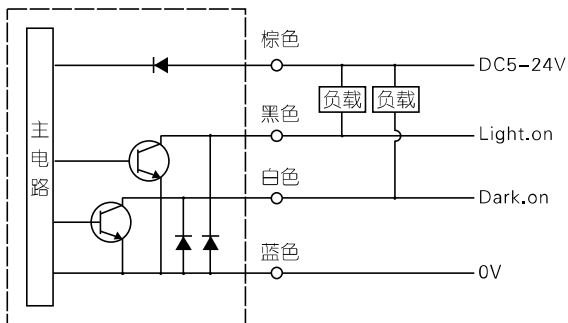 棕色
DC5-24V
负载 负载
黑色
Light.on
主电路
白色
Dark.on
蓝色
0V